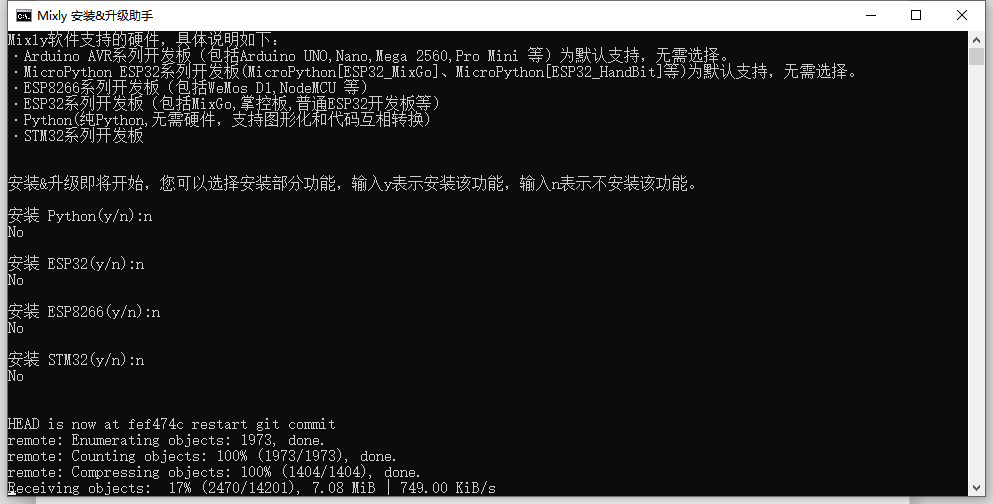 Mixly 安装&升级助手
Mixly软件支持的硬件，具体说明如下：
·Arduino AVR系列开发板（包括Arduino UNO,Nano,Mega 2560,Pro Mini 等）为默认支持，无需选择。
·MicroPython ESP32系列开发板(MicroPython[ESP32_MixGo]、MicroPython[ESP32_HandBit]等)为默认支持，无需选择。
·ESP8266系列开发板（包括WeMos D1,NodeMCU 等）
·ESP32系列开发板（包括MixGo,掌控板,普通ESP32开发板等）
·Python(纯Python,无需硬件，支持图形化和代码互相转换）
·STM32系列开发板
安装&升级即将开始，您可以选择安装部分功能，输入y表示安装该功能，输入n表示不安装该功能。
安装 Python(y/n):n
No
安装 ESP32(y/n):n
No
安装 ESP8266(y/n):n
No
安装 STM32(y/n):n
No
HEAD is now at fef474c restart git commit
remote: Enumerating objects: 1973, done.
remote: Counting objects: 100% (1973/1973), done.
remote: Compressing objects: 100% (1404/1404), done.
Receiving objects:  17% (2470/14201), 7.08 MiB | 749.00 KiB/s